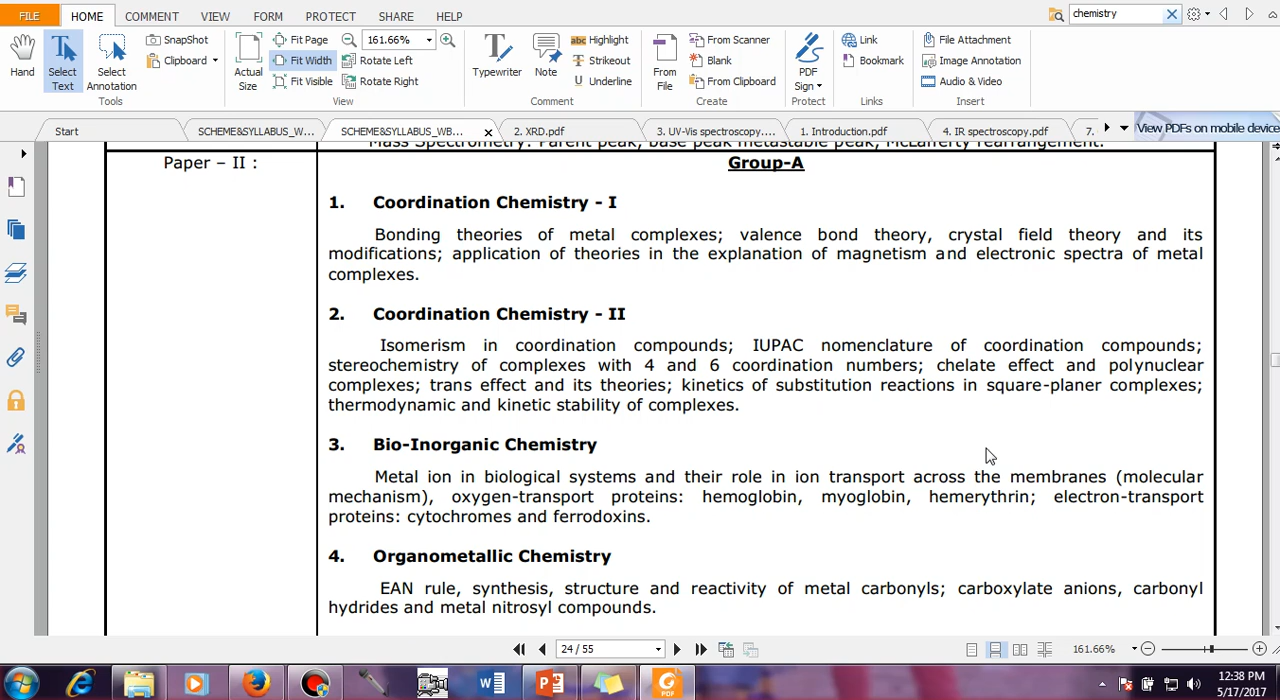 FILE HOME COMMENT VIEW FORM PROTECT SHARE HELP chemistry
Hand Select Text Select Annotation SnapShot Clipboard Actual Size Fit Page Fit Width Fit Visible 161.66% Rotate Left Rotate Right Typewriter Note Highlight Strikeout Underline From File From Scanner Blank From Clipboard PDF Sign Link Bookmark File Attachment Image Annotation Audio & Video
Tools View Comment Create Protect Links Insert
Start SCHEME&SYLLABUS_W... SCHEME&SYLLABUS_WB... 2. XRD.pdf 3. UV-Vis spectroscopy.... 1. Introduction.pdf 4. IR spectroscopy.pdf 7. View PDFs on mobile device
Mass Spectrometry: Parent peak, base peak metastable peak, McLafferty rearrangement.
Paper – II :
Group-A
1. Coordination Chemistry - I
Bonding theories of metal complexes; valence bond theory, crystal field theory and its
modifications; application of theories in the explanation of magnetism and electronic spectra of metal
complexes.
2. Coordination Chemistry - II
Isomerism in coordination compounds; IUPAC nomenclature of coordination compounds;
stereochemistry of complexes with 4 and 6 coordination numbers; chelate effect and polynuclear
complexes; trans effect and its theories; kinetics of substitution reactions in square-planer complexes;
thermodynamic and kinetic stability of complexes.
3. Bio-Inorganic Chemistry
Metal ion in biological systems and their role in ion transport across the membranes (molecular
mechanism), oxygen-transport proteins: hemoglobin, myoglobin, hemerythrin; electron-transport
proteins: cytochromes and ferrodoxins.
4. Organometallic Chemistry
EAN rule, synthesis, structure and reactivity of metal carbonyls; carboxylate anions, carbonyl
hydrides and metal nitrosyl compounds.
24 / 55 161.66%
12:38 PM
5/17/2017